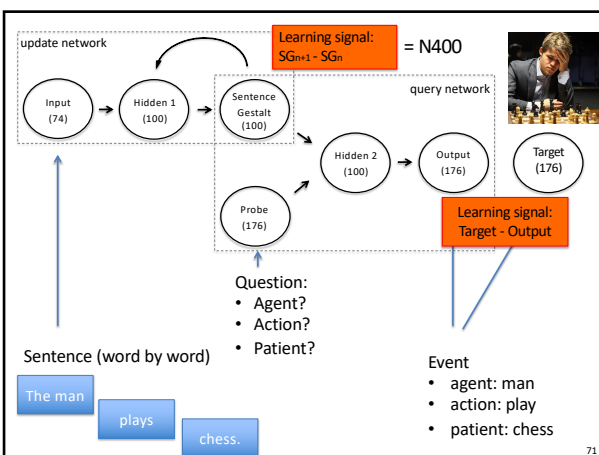 update network
Learning signal:
SGn+1 - SGn
= N400
query network
Input
(74)
Hidden 1
(100)
Sentence
Gestalt
(100)
Hidden 2
(100)
Output
(176)
Target
(176)
Probe
(176)
Learning signal:
Target - Output
Question:
• Agent?
• Action?
• Patient?
Sentence (word by word)
The man
plays
chess.
Event
• agent: man
• action: play
• patient: chess
71